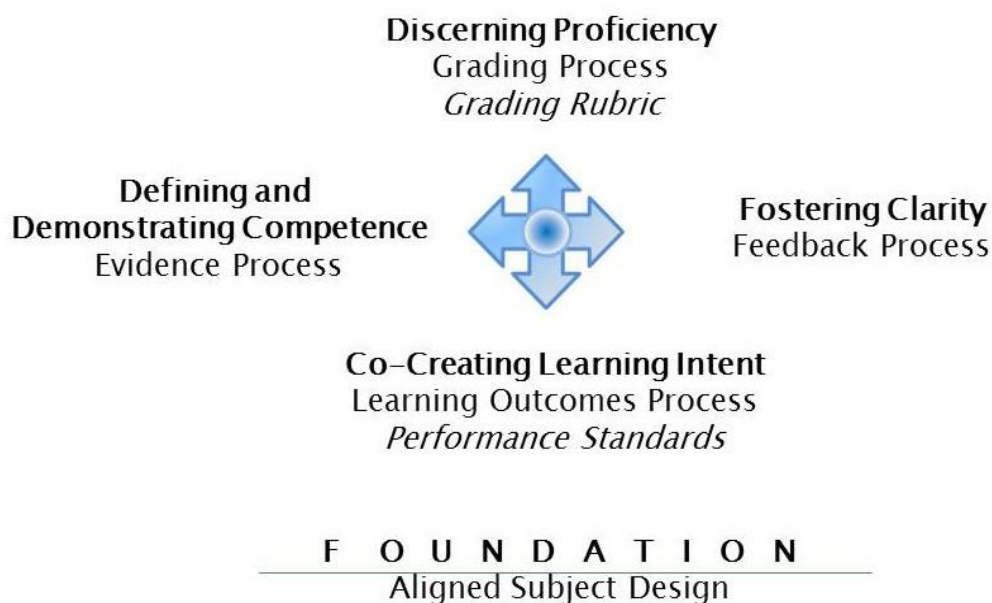 Discerning Proficiency
Grading Process
Grading Rubric
Defining and
Demonstrating Competence
Evidence Process
Fostering Clarity
Feedback Process
Co-Creating Learning Intent
Learning Outcomes Process
Performance Standards
F O U N D A T I O N
Aligned Subject Design